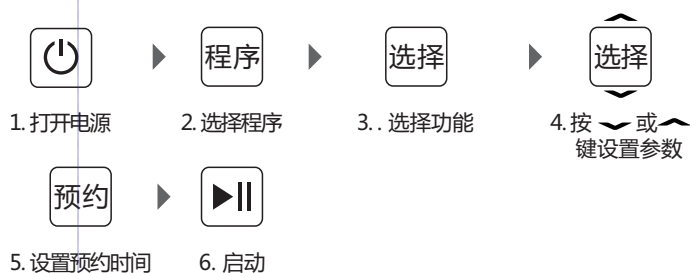 程序 选择 选择
1. 打开电源 2. 选择程序 3. . 选择功能 4. 按 或
键设置参数
预约
5. 设置预约时间 6. 启动